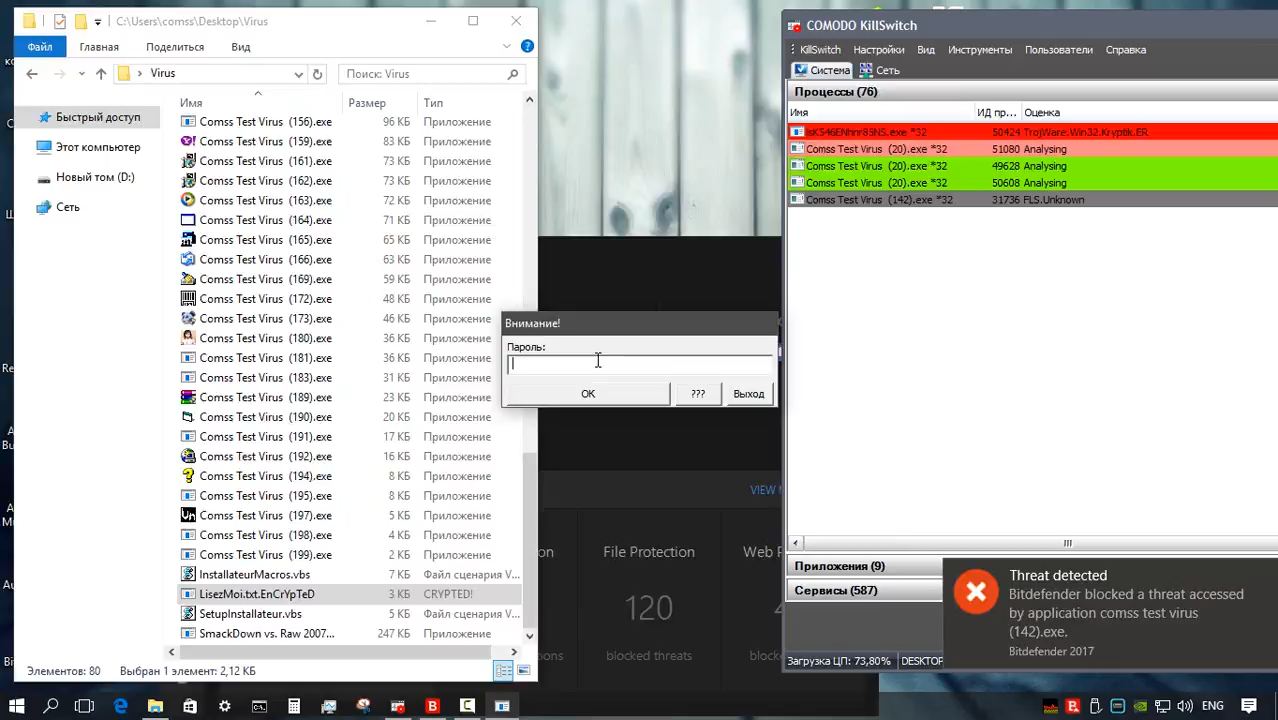 C:\Users\comss\Desktop\Virus
Файл Главная Поделиться Вид
Virus
Поиск: Virus
Быстрый доступ
Этот компьютер
Новый том (D:)
Сеть
Имя Размер Тип
Comss Test Virus (156).exe 96 КБ Приложение
Comss Test Virus (159).exe 83 КБ Приложение
Comss Test Virus (161).exe 73 КБ Приложение
Comss Test Virus (162).exe 73 КБ Приложение
Comss Test Virus (163).exe 72 КБ Приложение
Comss Test Virus (164).exe 71 КБ Приложение
Comss Test Virus (165).exe 65 КБ Приложение
Comss Test Virus (166).exe 63 КБ Приложение
Comss Test Virus (169).exe 59 КБ Приложение
Comss Test Virus (172).exe 48 КБ Приложение
Comss Test Virus (173).exe 46 КБ Приложение
Comss Test Virus (180).exe 36 КБ Приложение
Comss Test Virus (181).exe 36 КБ Приложение
Comss Test Virus (183).exe 35 КБ Приложение
Comss Test Virus (189).exe 23 КБ Приложение
Comss Test Virus (190).exe 20 КБ Приложение
Comss Test Virus (191).exe 17 КБ Приложение
Comss Test Virus (192).exe 16 КБ Приложение
Comss Test Virus (194).exe 8 КБ Приложение
Comss Test Virus (195).exe 8 КБ Приложение
Comss Test Virus (197).exe 5 КБ Приложение
Comss Test Virus (198).exe 4 КБ Приложение
Comss Test Virus (199).exe 2 КБ Приложение
InstallateurMacros.vbs 7 КБ Файл сценария V...
LisezMoi.txt.EnCrYpTeD 3 КБ CRYPTED!
SetupInstallateur.vbs 5 КБ Файл сценария V...
SmackDown vs. Raw 2007... 247 КБ Приложение
Элементов: 80 Выбран 1 элемент: 2,12 КБ
Внимание!
Пароль:
OK ??? Выход
VIEW
File Protection
120
blocked threats
Web
COMODO KillSwitch
KillSwitch Настройки Вид Инструменты Пользователи Справка
Система Сеть
Процессы (76)
Имя ИД пр... Оценка
50424 TrojWare.Win32.Kryptik.ER
Comss Test Virus (20).exe *32 51080 Analysing
Comss Test Virus (20).exe *32 49628 Analysing
Comss Test Virus (20).exe *32 50608 Analysing
Comss Test Virus (142).exe *32 31736 FLS.Unknown
Приложения (9)
Сервисы (587)
Загрузка ЦП: 73,80% DESKTOP
Threat detected
Bitdefender blocked a threat accessed
by application comss test virus
(142).exe.
Bitdefender 2017
ENG